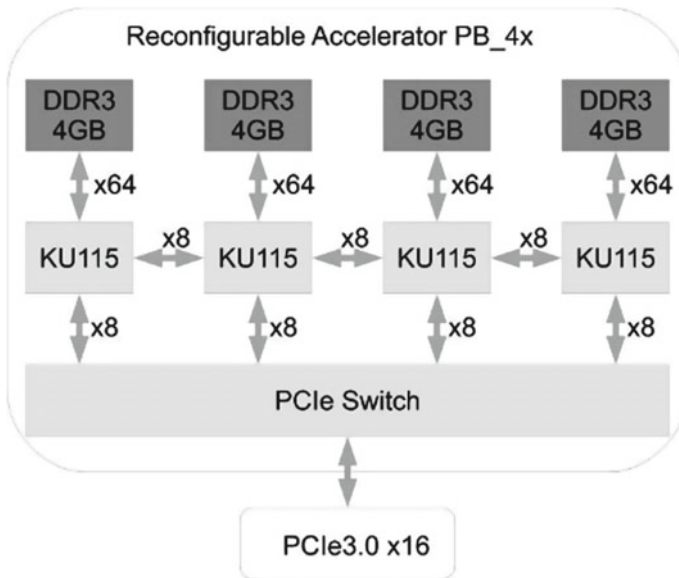 Reconfigurable Accelerator PB_4x
DDR3 4GB
DDR3 4GB
DDR3 4GB
DDR3 4GB
x64
x64
x64
x64
KU115
x8
KU115
x8
KU115
x8
KU115
x8
x8
x8
x8
PCIe Switch
PCIe3.0 x16